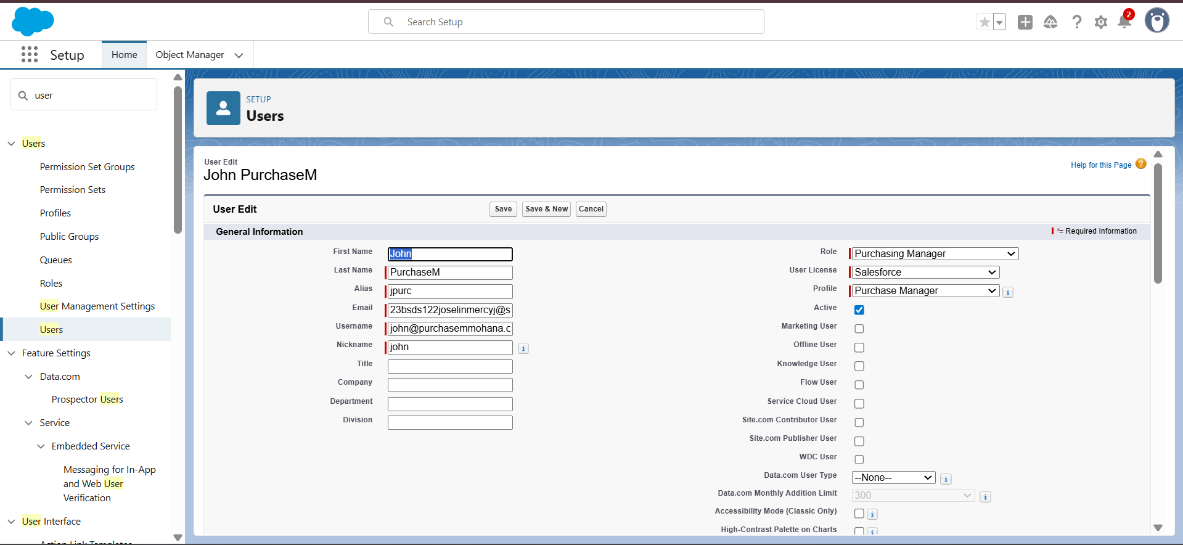 Search Setup
2
Setup
Home
Object Manager
user
Users
Permission Set Groups
Permission Sets
Profiles
Public Groups
Queues
Roles
User Management Settings
Users
Feature Settings
Data.com
Prospector Users
Service
Embedded Service
Messaging for In-App
and Web User
Verification
User Interface
SETUP
Users
User Edit
John PurchaseM
Help for this Page ?
User Edit
Save
Save & New
Cancel
General Information
= Required Information
First Name John
Last Name PurchaseM
Alias jpurc
Email 23bsds122joselinmercyj@s
Username john@purchasemmohana.c
Nickname john i
Title
Company
Department
Division
Role Purchasing Manager
User License Salesforce
Profile Purchase Manager i
Active
Marketing User
Offline User
Knowledge User
Flow User
Service Cloud User
Site.com Contributor User
Site.com Publisher User
WDC User
Data.com User Type --None-- i
Data.com Monthly Addition Limit 300 i
Accessibility Mode (Classic Only) i
High-Contrast Palette on Charts i